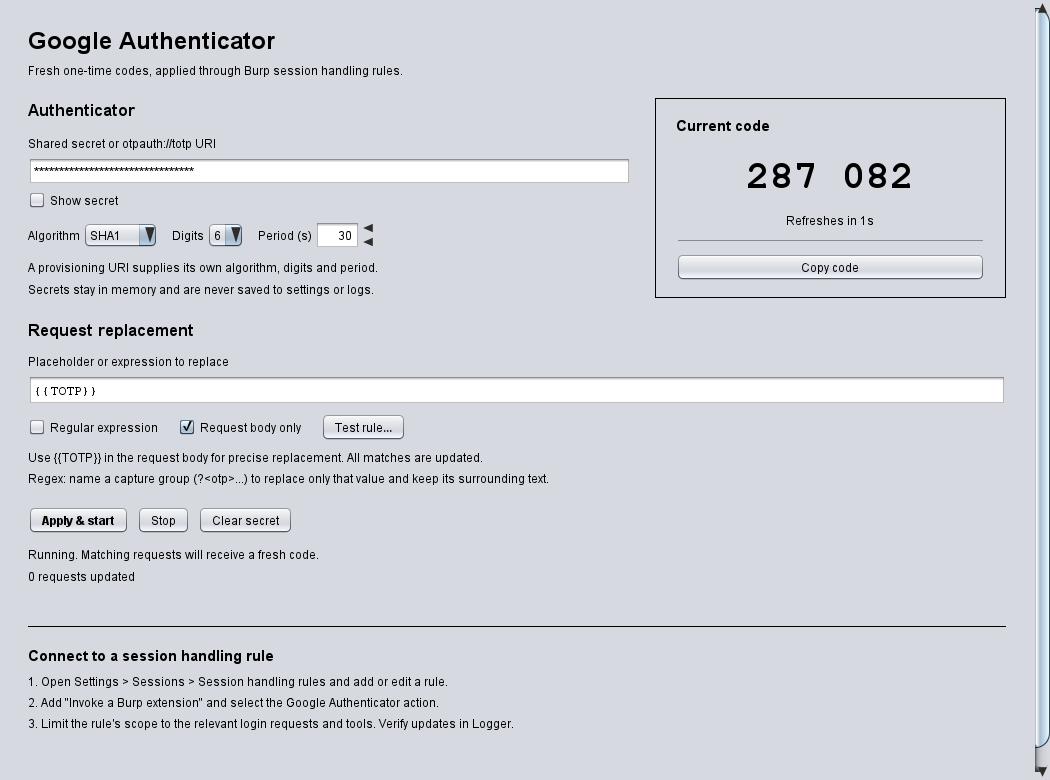 Google Authenticator
Fresh one-time codes, applied through Burp session handling rules.
Authenticator
Shared secret or otpauth://totp URI
********************************
Show secret
Algorithm SHA1 Digits 6 Period (s) 30
A provisioning URI supplies its own algorithm, digits and period.
Secrets stay in memory and are never saved to settings or logs.
Current code
287 082
Refreshes in 1s
Copy code
Request replacement
Placeholder or expression to replace
{{TOTP}}
Regular expression Request body only Test rule...
Use {{TOTP}} in the request body for precise replacement. All matches are updated.
Regex: name a capture group (?<otp>...) to replace only that value and keep its surrounding text.
Apply & start Stop Clear secret
Running. Matching requests will receive a fresh code.
0 requests updated
Connect to a session handling rule
1. Open Settings > Sessions > Session handling rules and add or edit a rule.
2. Add "Invoke a Burp extension" and select the Google Authenticator action.
3. Limit the rule's scope to the relevant login requests and tools. Verify updates in Logger.